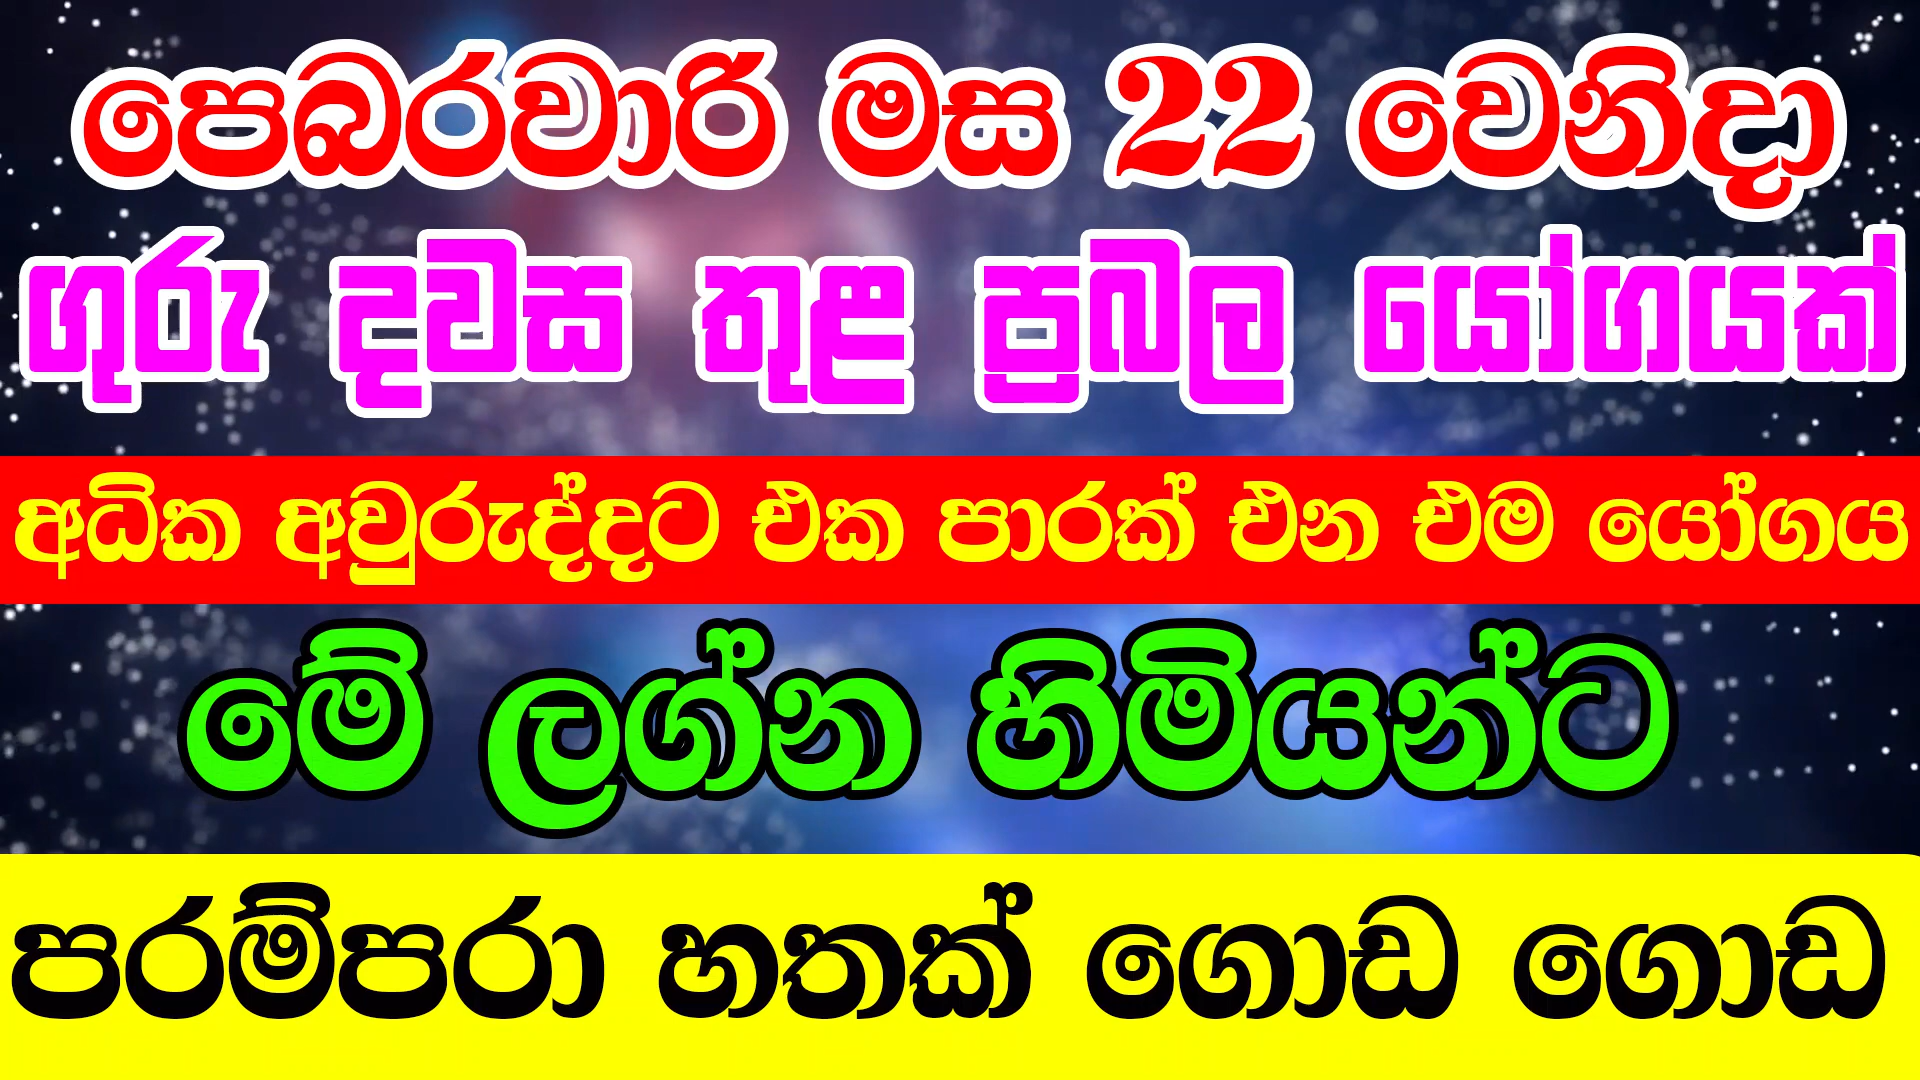 පෙබරවාරි මස 22 වෙනිදා
ගුරු දවස තුළ ප්‍රබල යෝගයක්
අධික අවුරුද්දට එක පාරක් එන එම යෝගය
මේ ලග්න හිමියන්ට
පරම්පරා හතක් ගොඩ ගොඩ